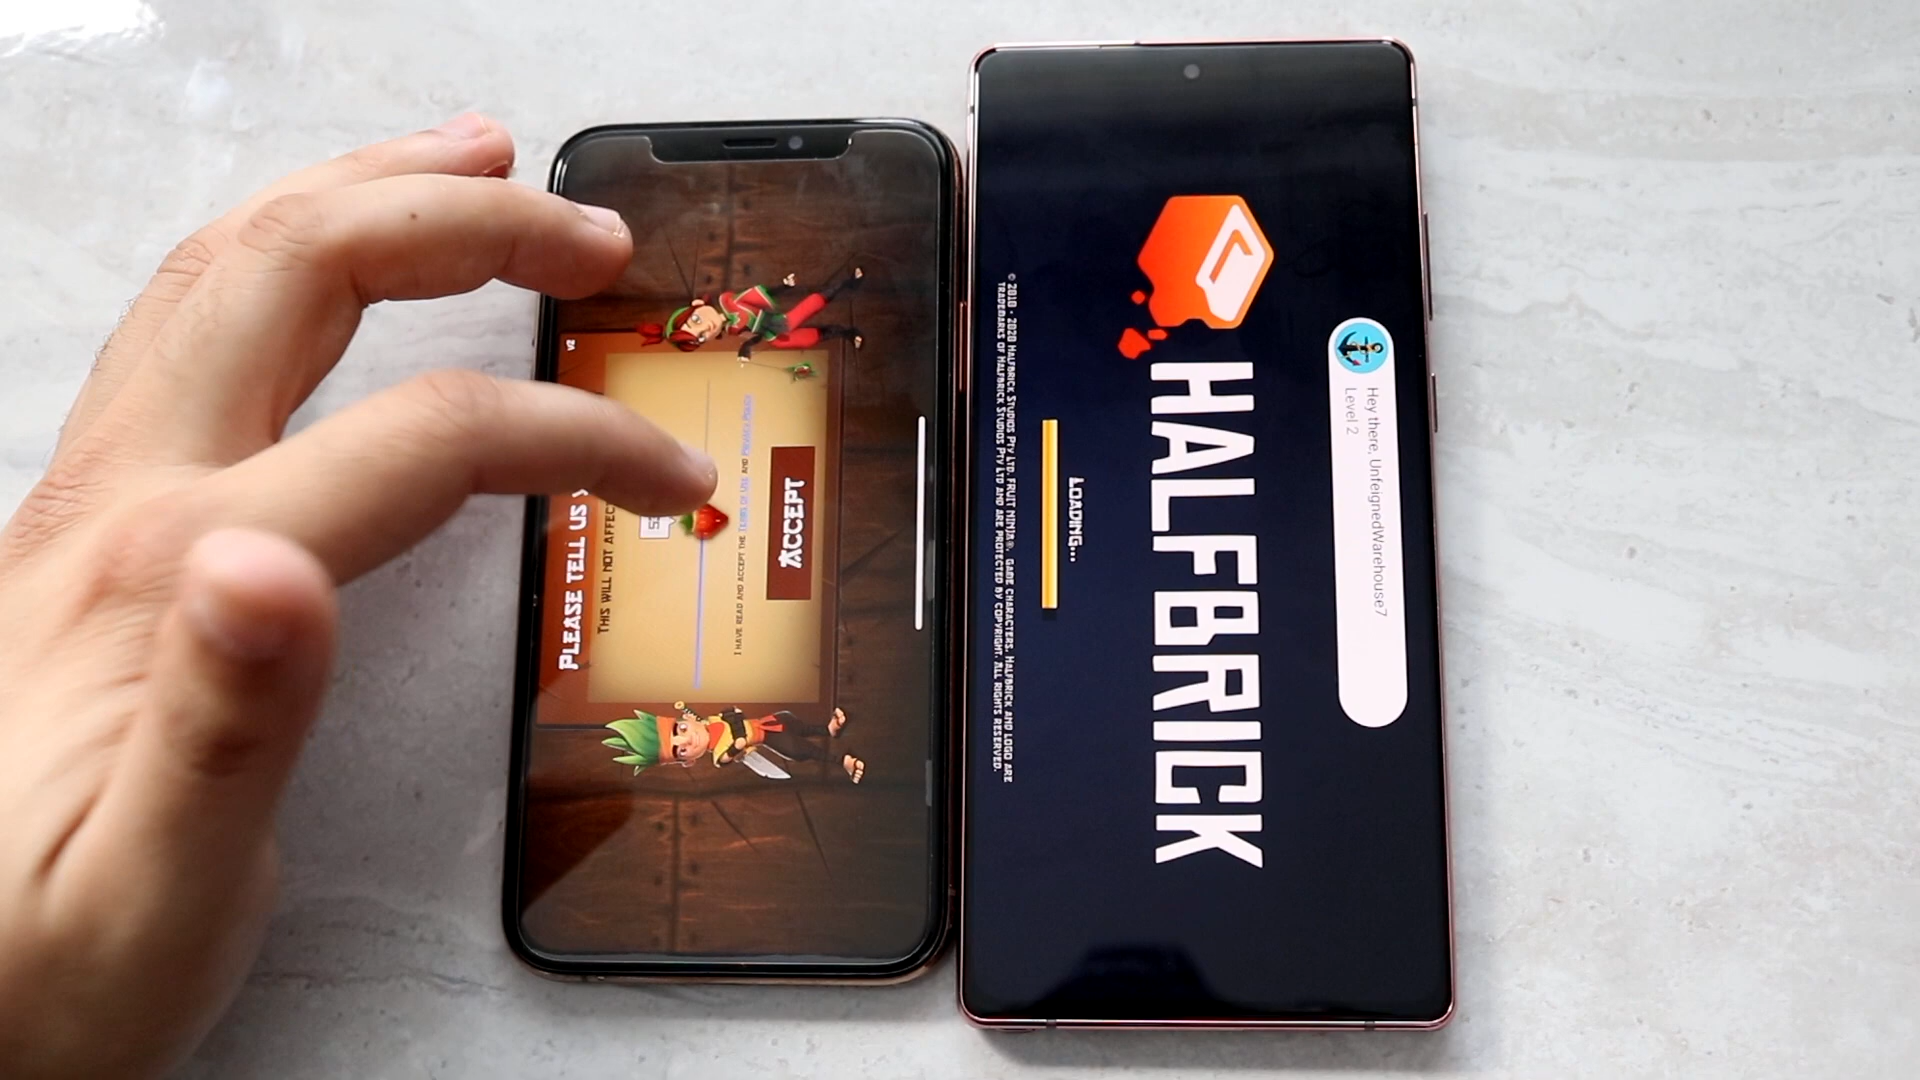 V2
PLEASE TELL US
THIS WILL NOT AFFEC
I HAVE READ AND ACCEPT THE TERMS OF USE AND PRIVACY POLICY
ACCEPT
Hey there, UnfeignedWarehouse7
Level 2
HALFBRICK
LOADING...
© 2010 - 2020 HALFBRICK STUDIOS PTY LTD. FRUIT NINJA®, GAME CHARACTERS, HALFBRICK AND LOGO ARE
TRADEMARKS OF HALFBRICK STUDIOS PTY LTD AND ARE PROTECTED BY COPYRIGHT. ALL RIGHTS RESERVED.